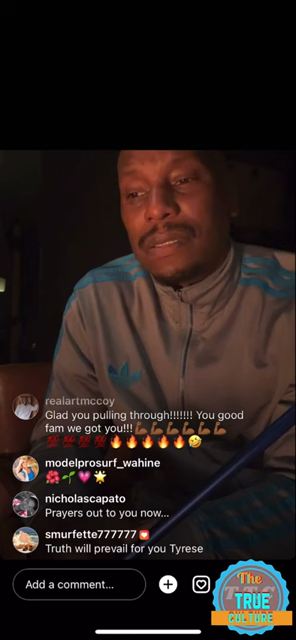 realartmccoy
Glad you pulling through!!!!!!! You good
fam we got you!!!💪🏾💪🏾💪🏾💪🏾💪🏾💪🏾
💯💯💯💯🔥🔥🔥🔥🔥🤣
modelprosurf_wahine
🌺🌱💗🌟
nicholascapato
Prayers out to you now...
smurfette777777
Truth will prevail for you Tyrese
Add a comment...
The
TRUE
CULTURE